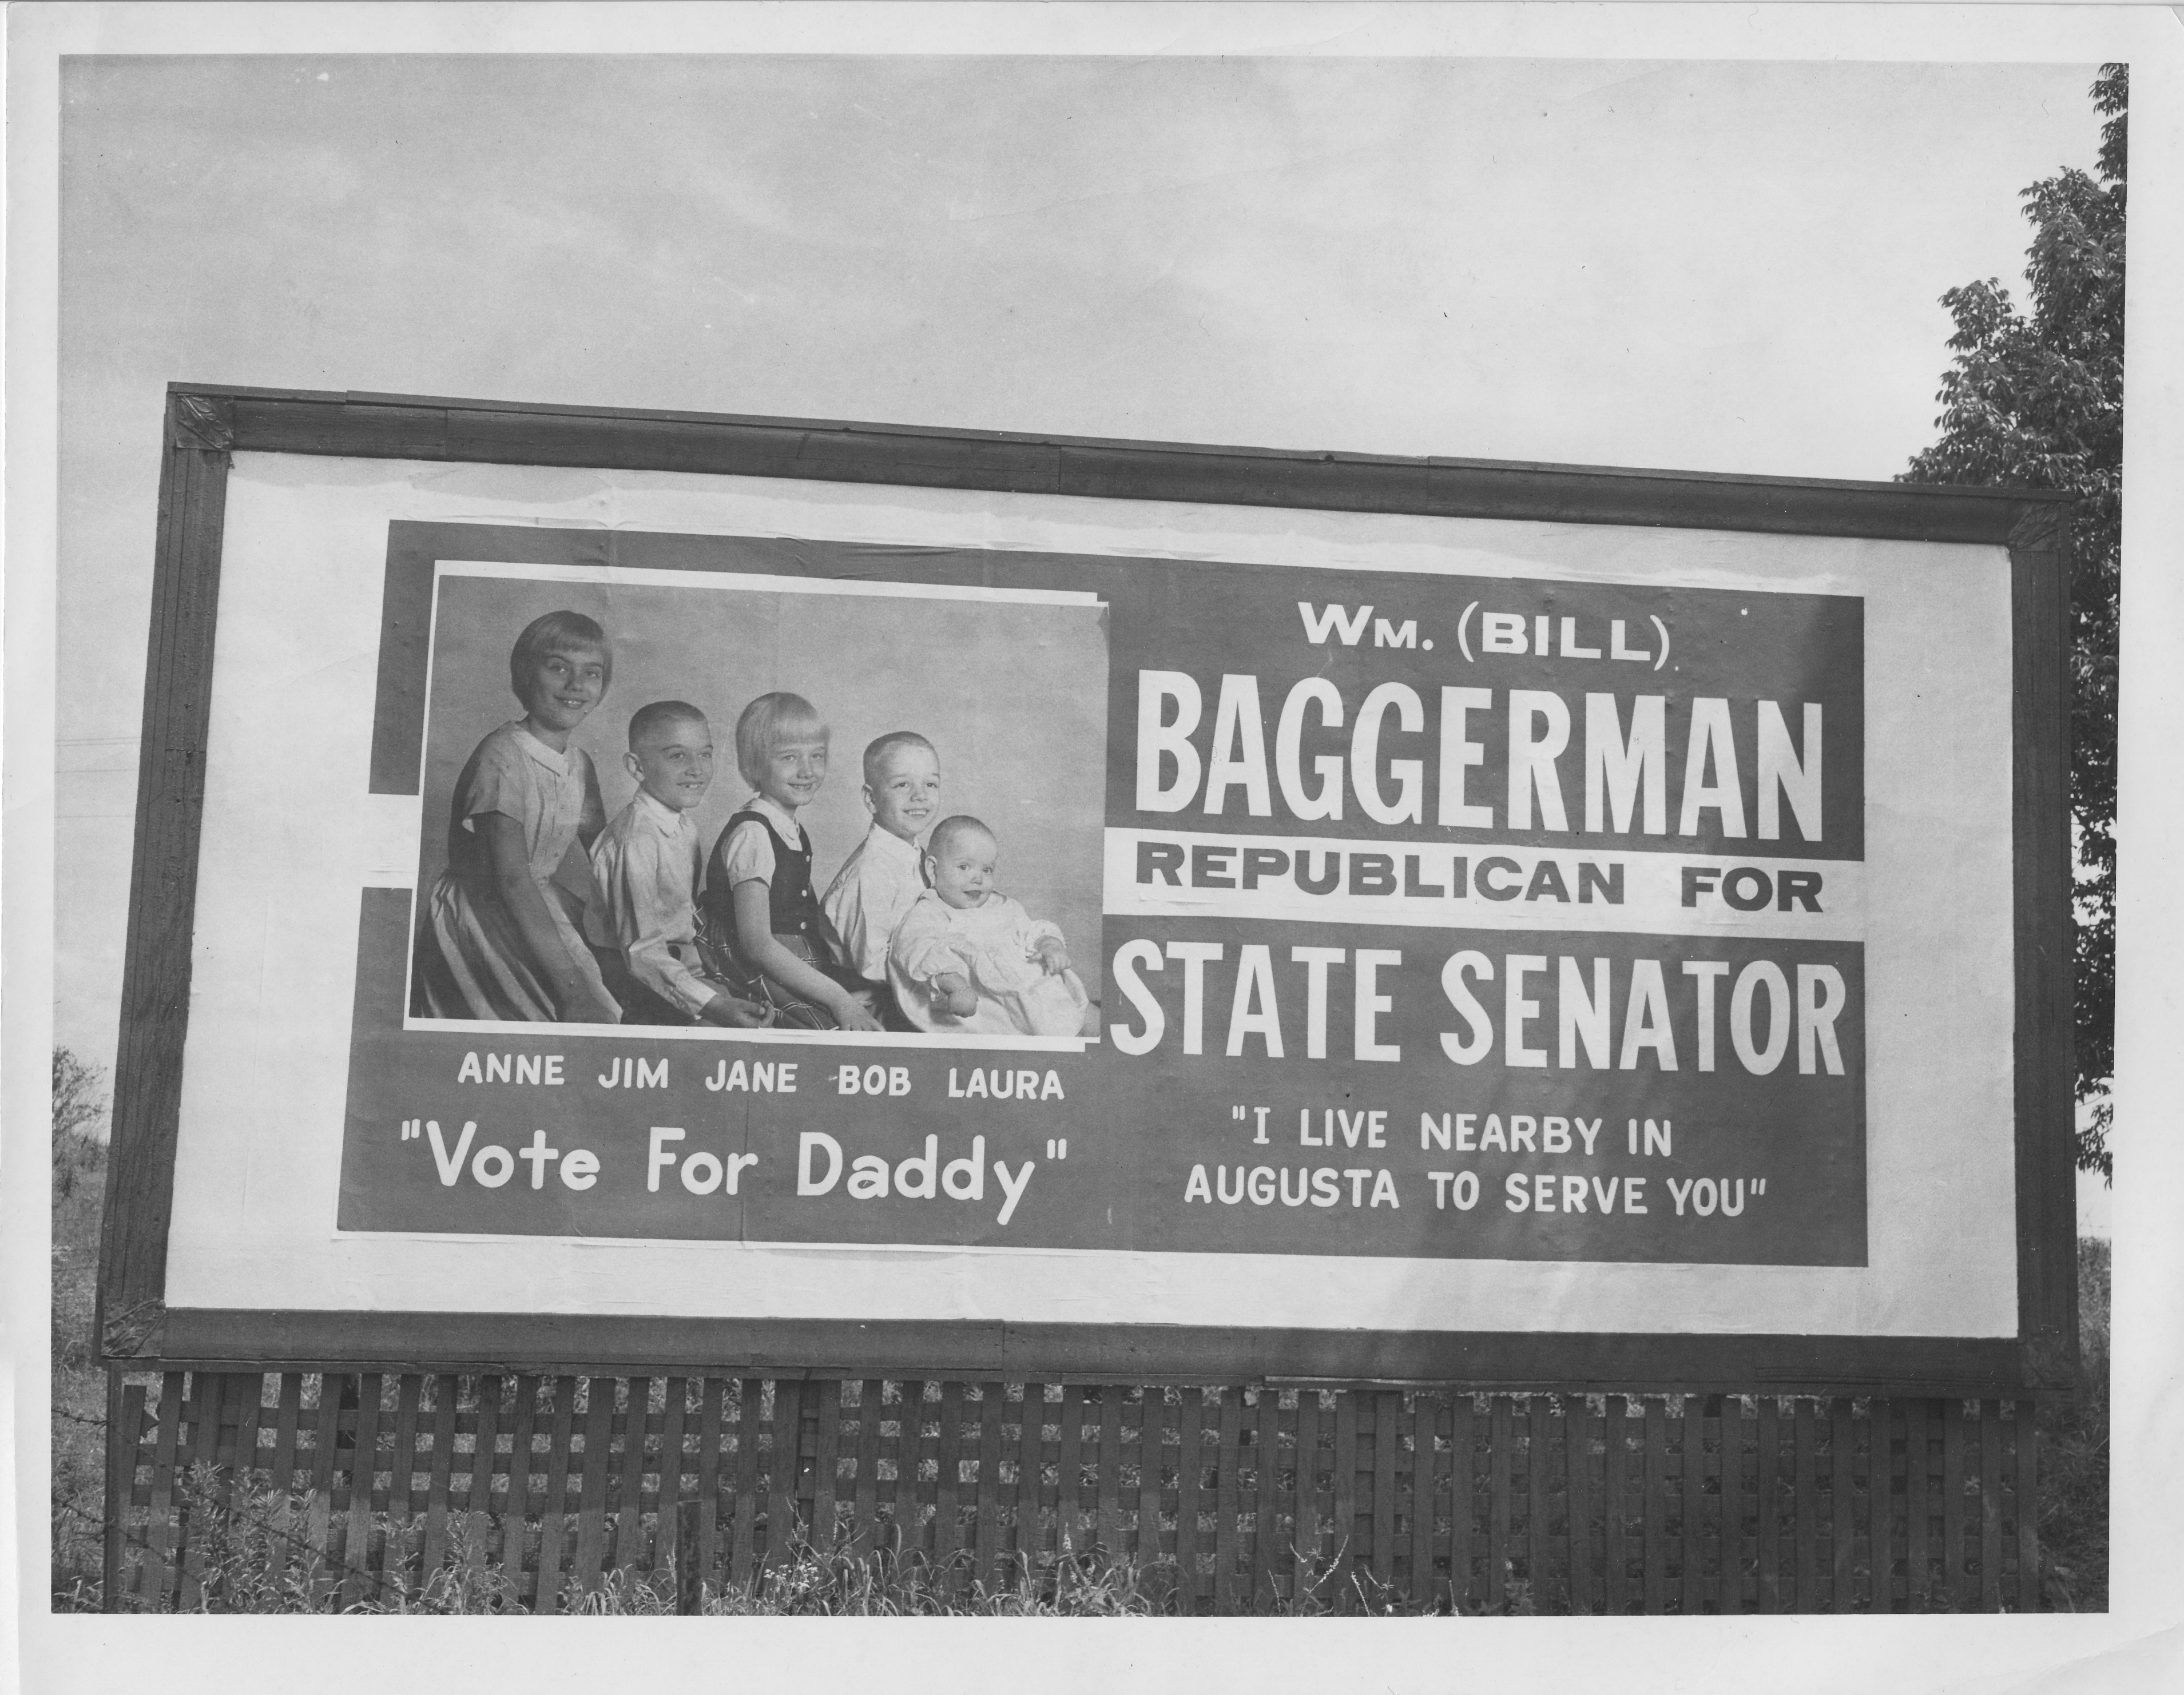 Wm. (BILL)
BAGGERMAN
REPUBLICAN FOR
STATE SENATOR
"I LIVE NEARBY IN
AUGUSTA TO SERVE YOU"
ANNE JIM JANE BOB LAURA
"Vote For Daddy"